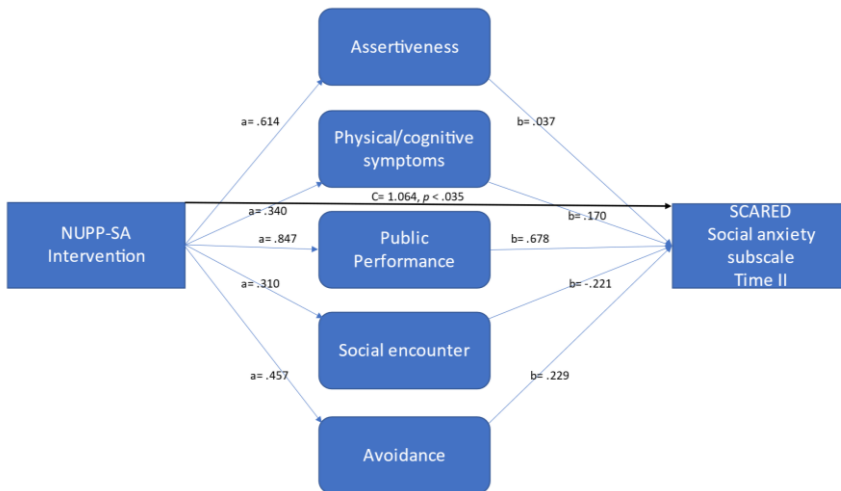 Assertiveness
a= .614
b= .037
Physical/cognitive
symptoms
C= 1.064, p < .035
a= .340
b= .170
NUPP-SA
Intervention
a= .847
Public
Performance
b= .678
SCARED
Social anxiety
subscale
Time II
a= .310
b= -.221
Social encounter
a= .457
b= .229
Avoidance